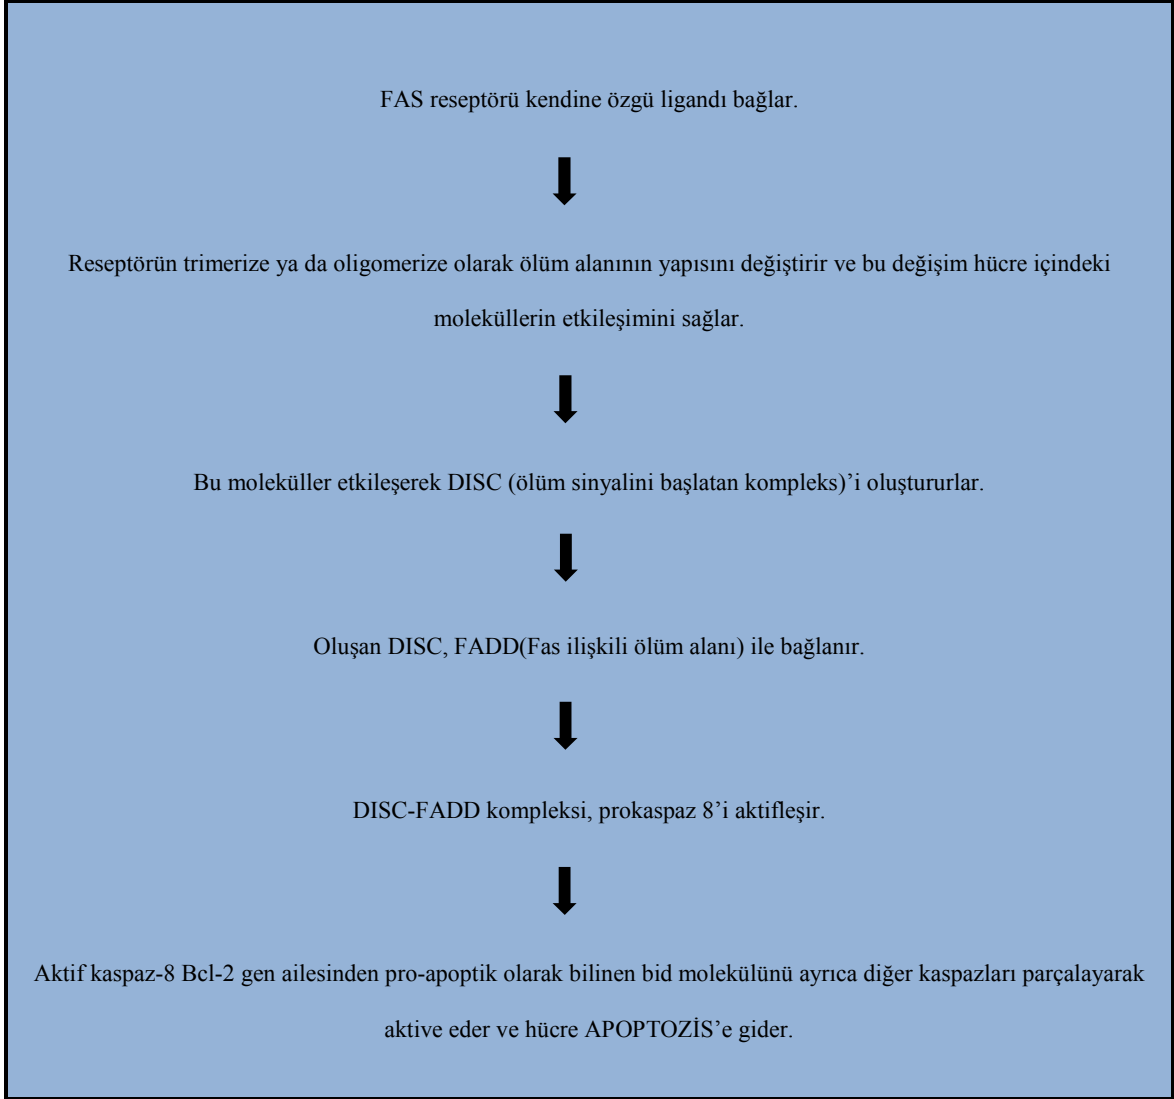 FAS reseptörü kendine özgü ligandı bağlar.
Reseptörün trimerize ya da oligomerize olarak ölüm alanının yapısını değiştirir ve bu değişim hücre içindeki
moleküllerin etkileşimini sağlar.
Bu moleküller etkileşerek DISC (ölüm sinyalini başlatan kompleks)’i oluştururlar.
Oluşan DISC, FADD(Fas ilişkili ölüm alanı) ile bağlanır.
DISC-FADD kompleksi, prokaspaz 8’i aktifleşir.
Aktif kaspaz-8 Bcl-2 gen ailesinden pro-apoptik olarak bilinen bid molekülünü ayrıca diğer kaspazları parçalayarak
aktive eder ve hücre APOPTOZİS’e gider.